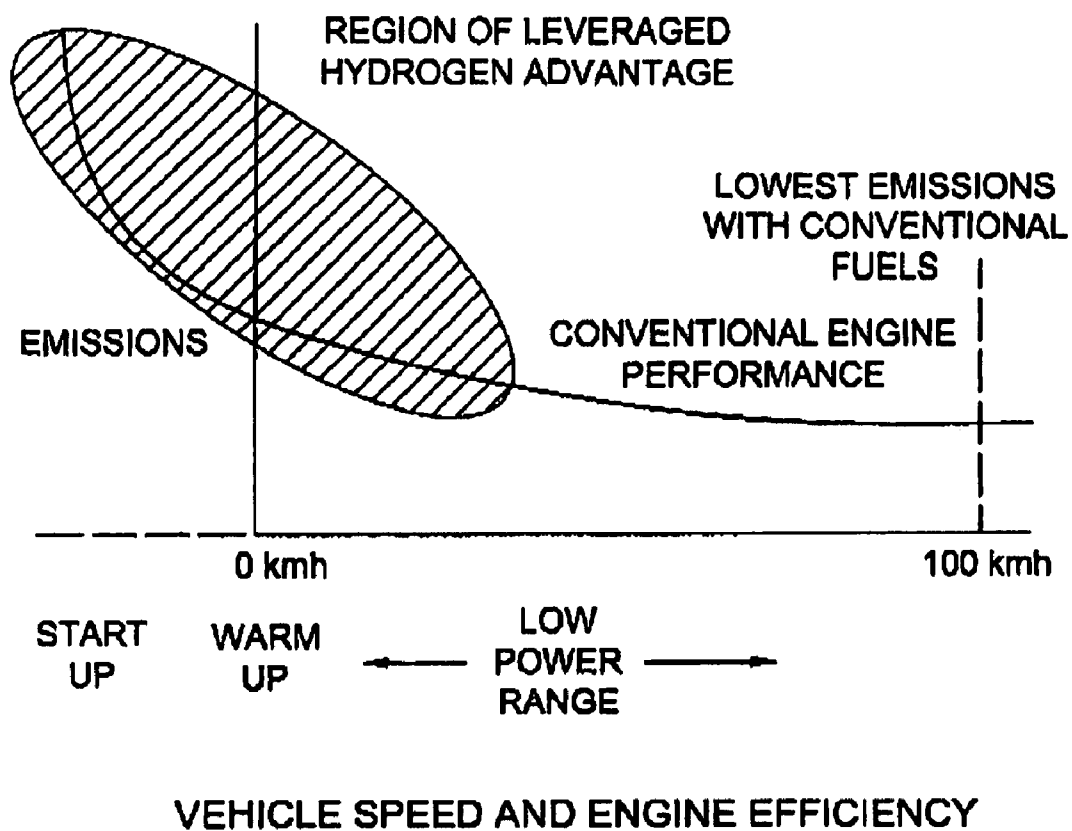 REGION OF LEVERAGED
HYDROGEN ADVANTAGE
LOWEST EMISSIONS
WITH CONVENTIONAL
FUELS
EMISSIONS
CONVENTIONAL ENGINE
PERFORMANCE
0 kmh
100 kmh
START
UP
WARM
UP
LOW
POWER
RANGE
VEHICLE SPEED AND ENGINE EFFICIENCY